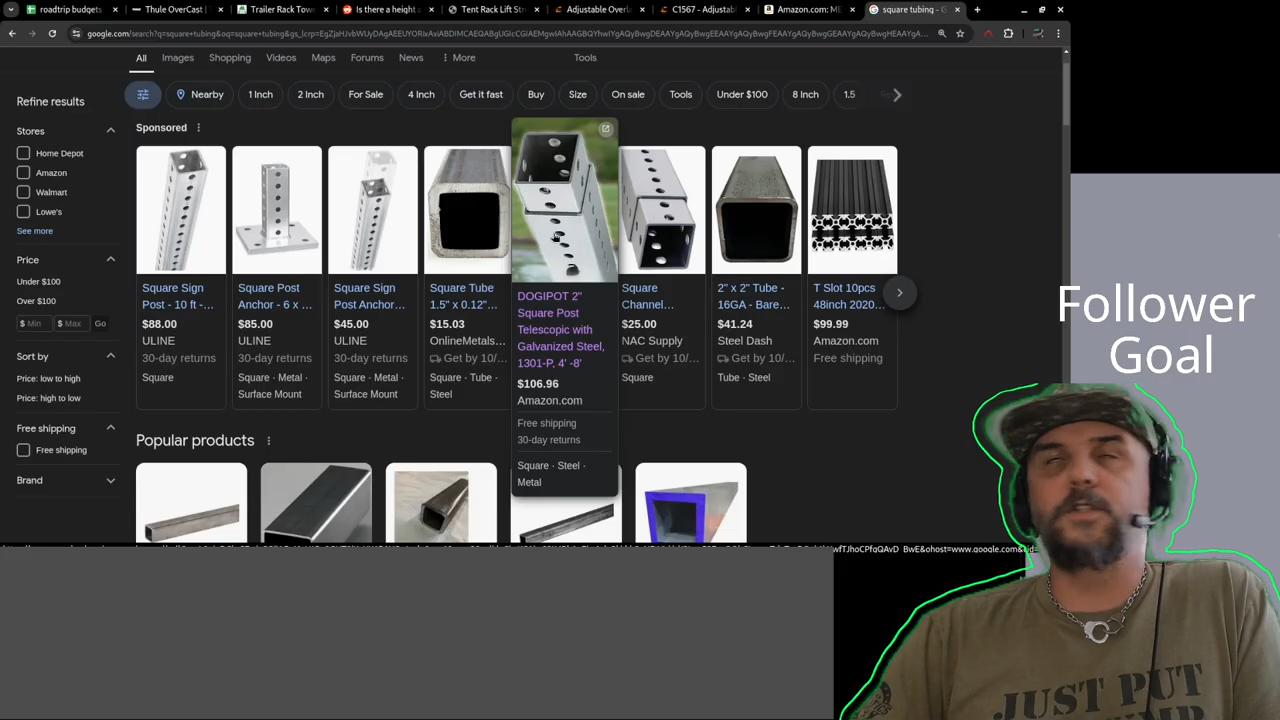 roadtrip budgets
Thule OverCast |
Trailer Rack Towe
Is there a height a
Tent Rack Lift Stru
Adjustable Overla
C1567 - Adjustab
Amazon.com: ME
square tubing - G
All
Images
Shopping
Videos
Maps
Forums
News
More
Tools
Nearby
1 Inch
2 Inch
For Sale
4 Inch
Get it fast
Buy
Size
On sale
Tools
Under $100
8 Inch
1.5
Refine results
Stores
Home Depot
Amazon
Walmart
Lowe's
See more
Price
Under $100
Over $100
$ Min
$ Max
Go
Sort by
Price: low to high
Price: high to low
Free shipping
Free shipping
Brand
Sponsored
Square Sign
Post - 10 ft -...
$88.00
ULINE
30-day returns
Square
Square Post
Anchor - 6 x ...
$85.00
ULINE
30-day returns
Square · Metal ·
Surface Mount
Square Sign
Post Anchor...
$45.00
ULINE
30-day returns
Square · Metal ·
Surface Mount
Square Tube
1.5" x 0.12"...
$15.03
OnlineMetals...
Get by 10/...
Square · Tube ·
Steel
DOGIPOT 2"
Square Post
Telescopic with
Galvanized Steel,
1301-P, 4' -8'
$106.96
Amazon.com
Free shipping
30-day returns
Square · Steel ·
Metal
Square
Channel...
$25.00
NAC Supply
Get by 10/...
Square
2" x 2" Tube -
16GA - Bare...
$41.24
Steel Dash
Get by 10/...
Tube · Steel
T Slot 10pcs
48inch 2020...
$99.99
Amazon.com
Free shipping
Popular products
Follower
Goal
JUST PUT